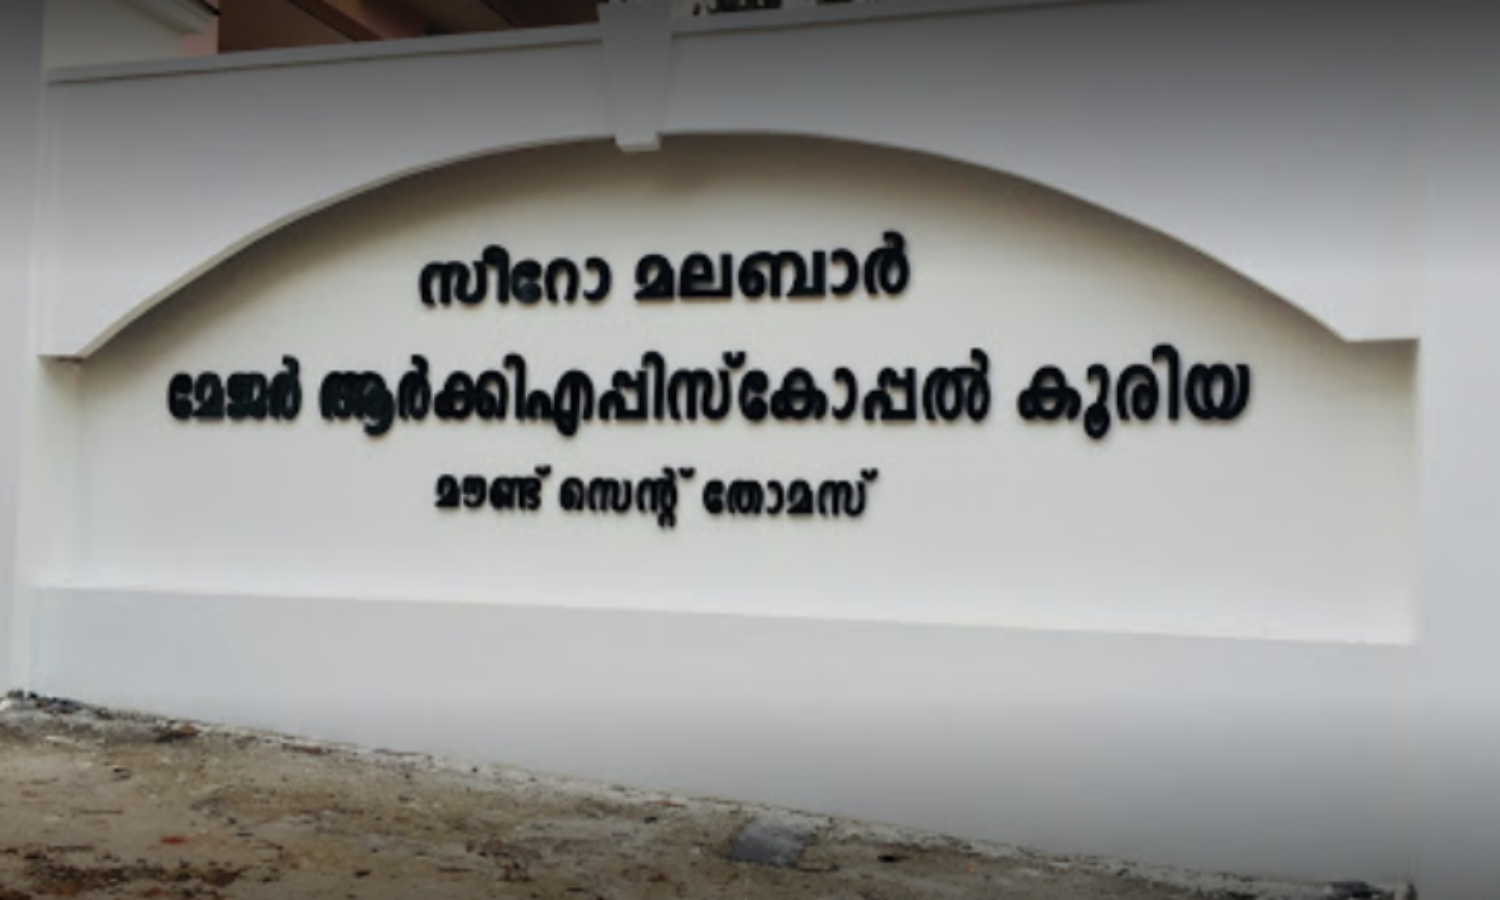 സീറോ മലബാർ
മേജർ ആർക്കിഎപ്പിസ്കോപ്പൽ കൂരിയ
മൗണ്ട് സെന്റ് തോമസ്